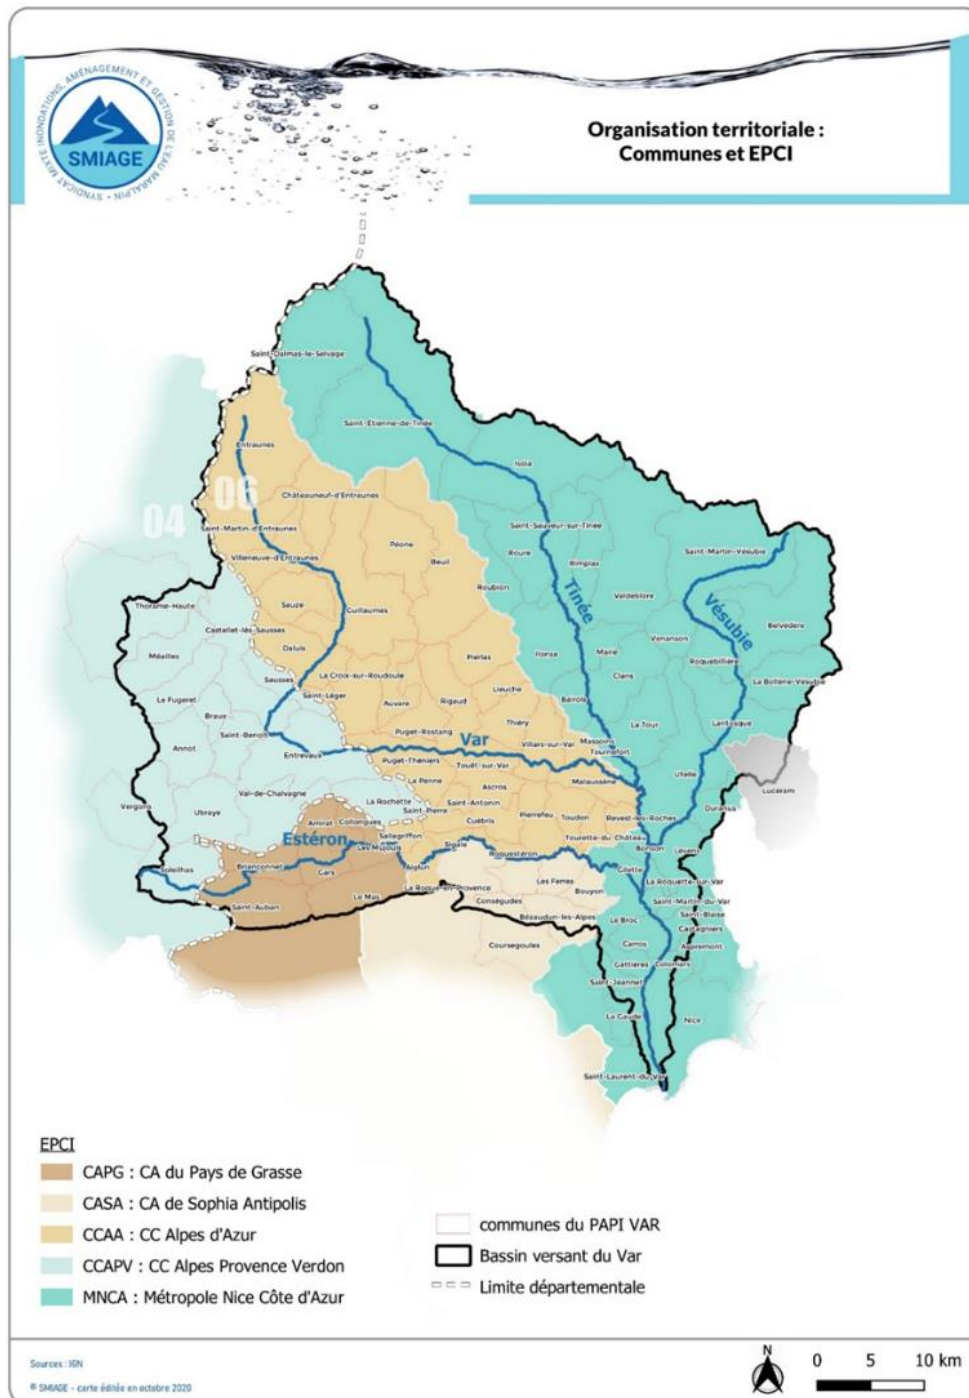 SYNDICAT MIXTE INONDATIONS, AMÉNAGEMENT ET GESTION DE L'EAU MARALPIN
SMIAGE
Organisation territoriale :
Communes et EPCI
Saint-Dalmas-le-Selvage
Saint-Étienne-de-Tinée
Entraunes
Isola
06
04
Châteauneuf-d'Entraunes
Saint-Martin-d'Entraunes
Saint-Sauveur-sur-Tinée
Péone
Roure
Saint-Martin-Vésubie
Villeneuve-d'Entraunes
Beuil
Rimplas
Roubion
Tinée
Valdeblore
Vésubie
Thorame-Haute
Sauze
Guillaumes
Belvédère
Castellet-lès-Sausses
Venanson
Daluis
Méailles
Pierlas
Ilonse
Marie
Roquebillière
La Croix-sur-Roudoule
Clans
Sausses
La Bollène-Vésubie
Saint-Léger
Lieuche
Le Fugeret
Auvare
Rigaud
Bairols
Braux
Thiéry
La Tour
Lantosque
Saint-Benoît
Puget-Rostang
Var
Villars-sur-Var
Massoins
Annot
Entrevaux
Tournefort
Puget-Théniers
Touët-sur-Var
Utelle
La Penne
Malaussène
Ascros
Lucéram
Val-de-Chalvagne
La Rochette
Saint-Antonin
Vergons
Saint-Pierre
Duranus
Ubraye
Pierrefeu
Toudon
Revest-les-Roches
Amirat
Collongues
Cuébris
Estéron
Sallagriffon
Tourette-du-Château
Les Mujouls
Sigale
Bonson
Levens
Roquestéron
Soleilhas
Briançonnet
Aiglun
Gilette
Gars
La Roque-en-Provence
Les Ferres
La Roquette-sur-Var
Le Mas
Bouyon
Conségudes
Saint-Martin-du-Var
Saint-Auban
Bézaudun-les-Alpes
Le Broc
Saint-Blaise
Castagniers
Coursegoules
Carros
Aspremont
Gattières
Colomars
Saint-Jeannet
La Gaude
Nice
Saint-Laurent-du-Var
EPCI
CAPG : CA du Pays de Grasse
CASA : CA de Sophia Antipolis
CCAA : CC Alpes d'Azur
CCAPV : CC Alpes Provence Verdon
MNCA : Métropole Nice Côte d'Azur
communes du PAPI VAR
Bassin versant du Var
Limite départementale
Sources : IGN
© SMIAGE - carte éditée en octobre 2020
N
0 5 10 km